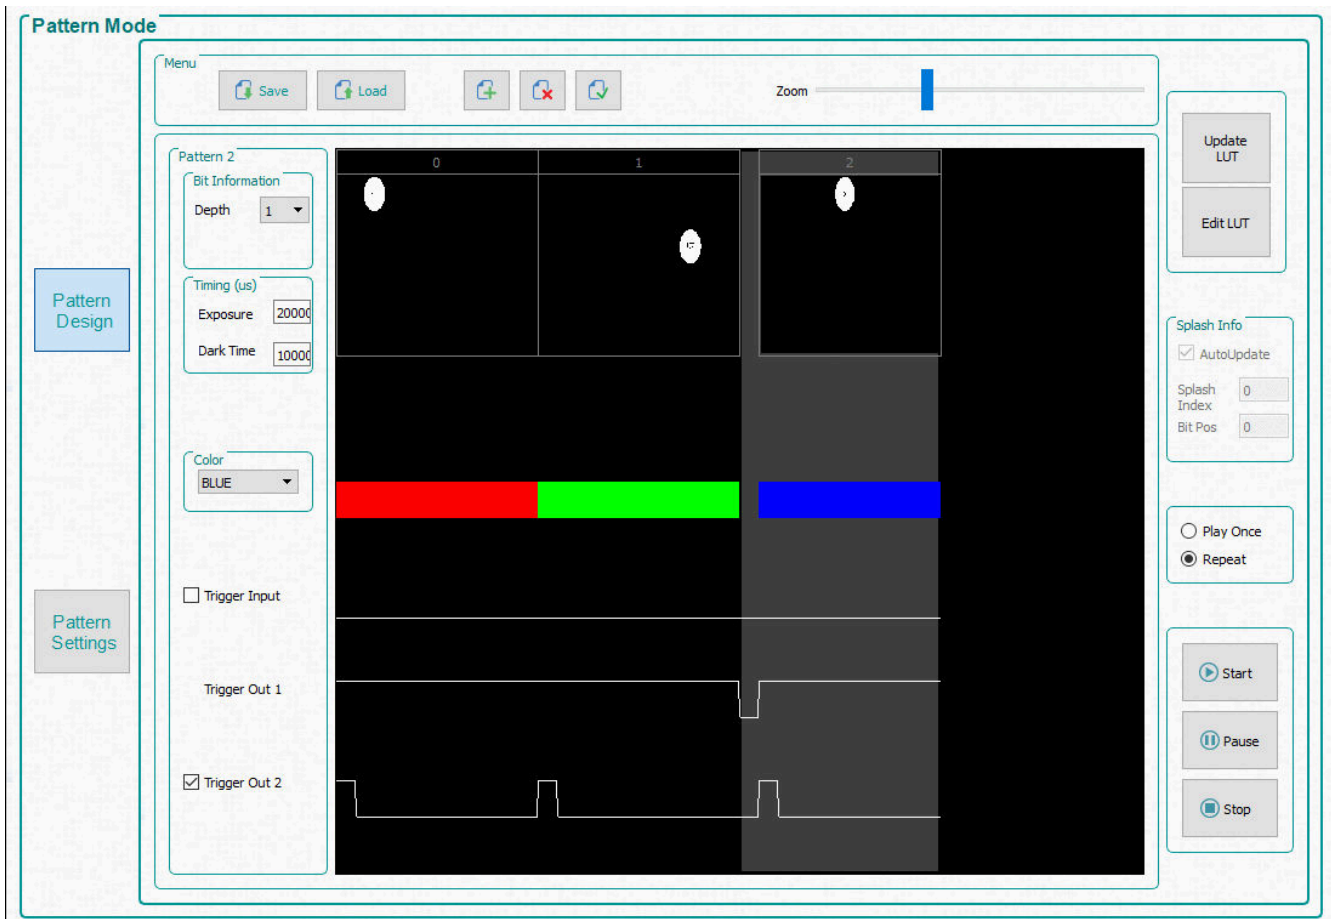 Pattern Mode
Menu
Save
Load
Zoom
Pattern 2
Bit Information
Depth 1
Timing (us)
Exposure 20000
Dark Time 10000
Color
BLUE
Trigger Input
Trigger Out 1
Trigger Out 2
0 1 2
Pattern
Design
Pattern
Settings
Update
LUT
Edit LUT
Splash Info
AutoUpdate
Splash
Index
0
Bit Pos 0
Play Once
Repeat
Start
Pause
Stop